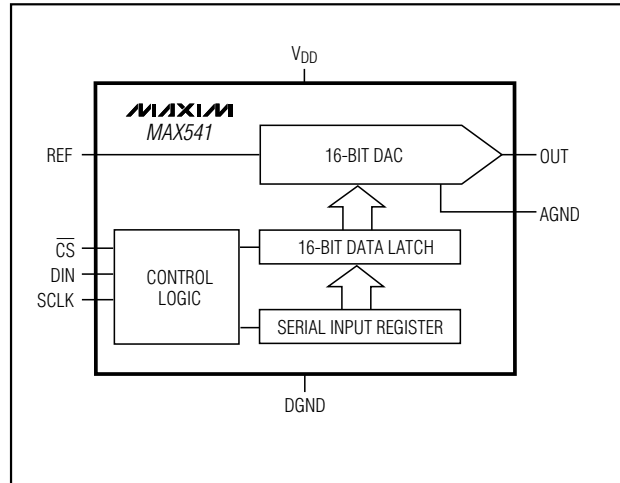 VDD
MAXIM
MAX541
REF
16-BIT DAC
OUT
AGND
CS
16-BIT DATA LATCH
DIN
CONTROL
LOGIC
SCLK
SERIAL INPUT REGISTER
DGND